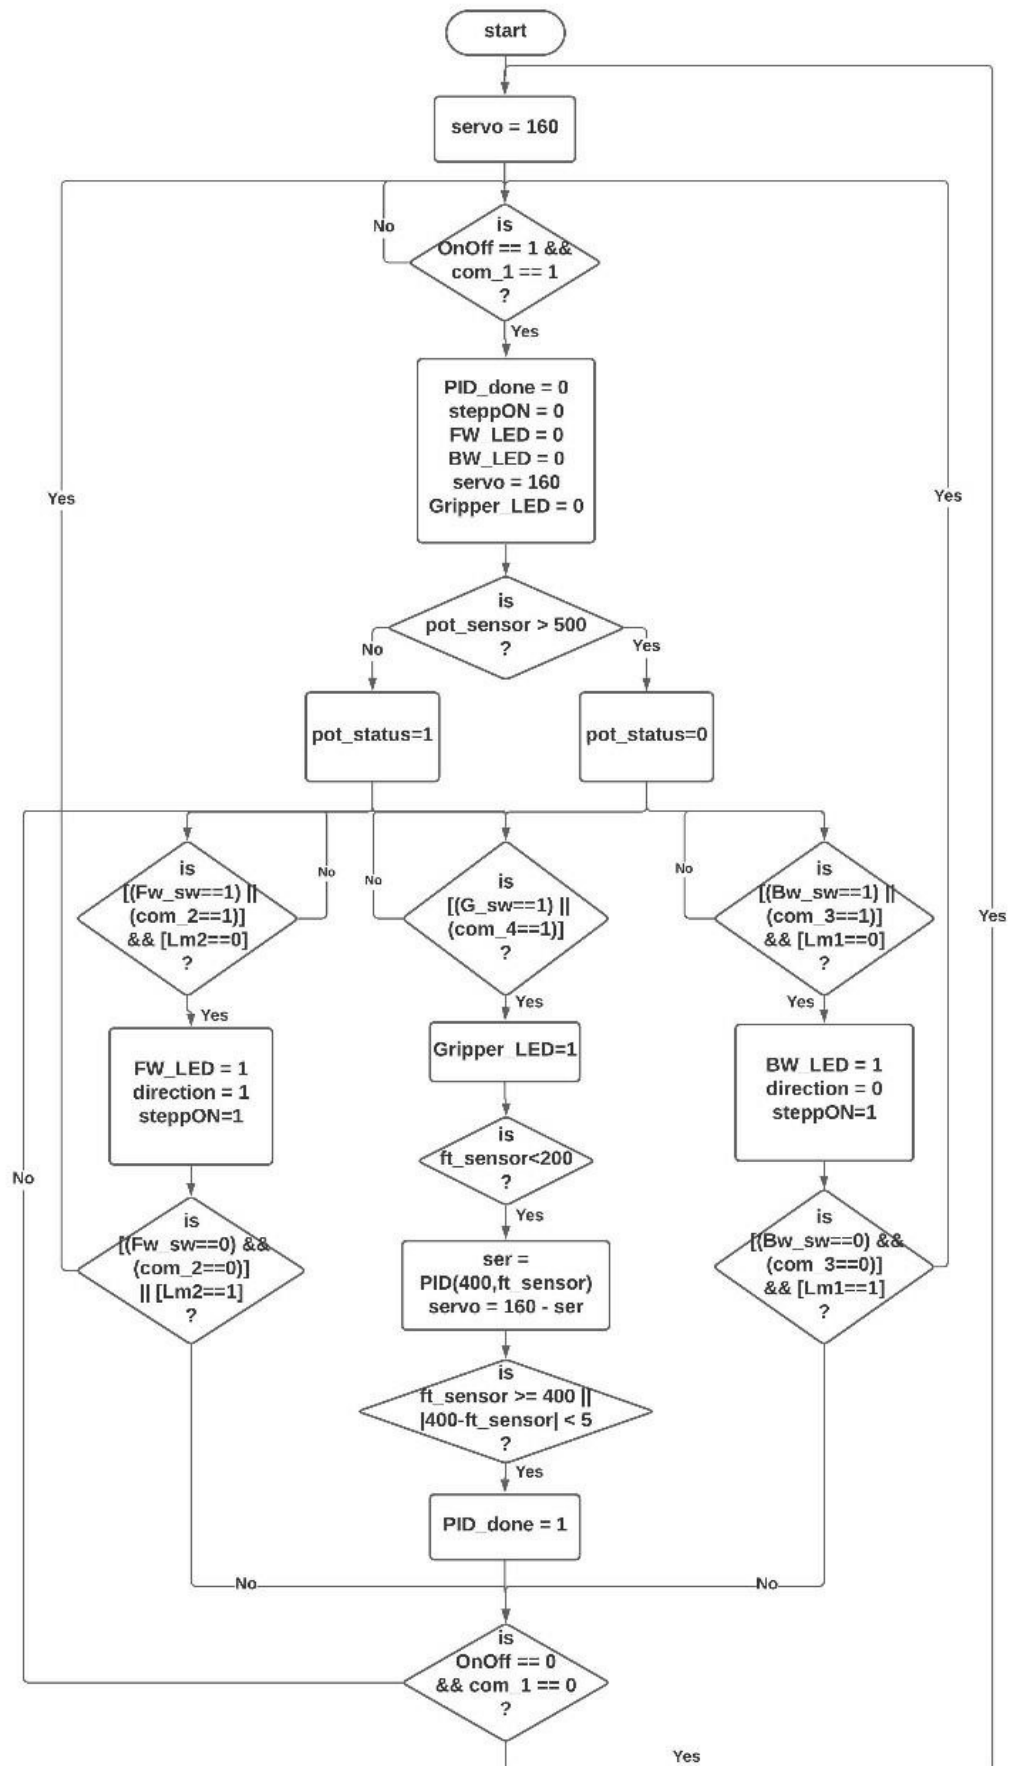 start
servo = 160
No
is
OnOff == 1 &&
com_1 == 1
?
Yes
PID_done = 0
steppON = 0
FW_LED = 0
BW_LED = 0
servo = 160
Gripper_LED = 0
Yes
Yes
is
pot_sensor > 500
?
No
Yes
pot_status=1
pot_status=0
is
[(Fw_sw==1) ||
(com_2==1)]
&& [Lm2==0]
?
No
No
is
[(G_sw==1) ||
(com_4==1)]
?
No
is
[(Bw_sw==1) ||
(com_3==1)]
&& [Lm1==0]
?
Yes
Yes
Yes
Yes
FW_LED = 1
direction = 1
steppON=1
Gripper_LED=1
BW_LED = 1
direction = 0
steppON=1
is
ft_sensor<200
?
No
Yes
is
[(Fw_sw==0) &&
(com_2==0)]
|| [Lm2==1]
?
ser =
PID(400,ft_sensor)
servo = 160 - ser
is
[(Bw_sw==0) &&
(com_3==0)]
&& [Lm1==1]
?
is
ft_sensor >= 400 ||
|400-ft_sensor| < 5
?
Yes
PID_done = 1
No
No
is
OnOff == 0
&& com_1 == 0
?
Yes